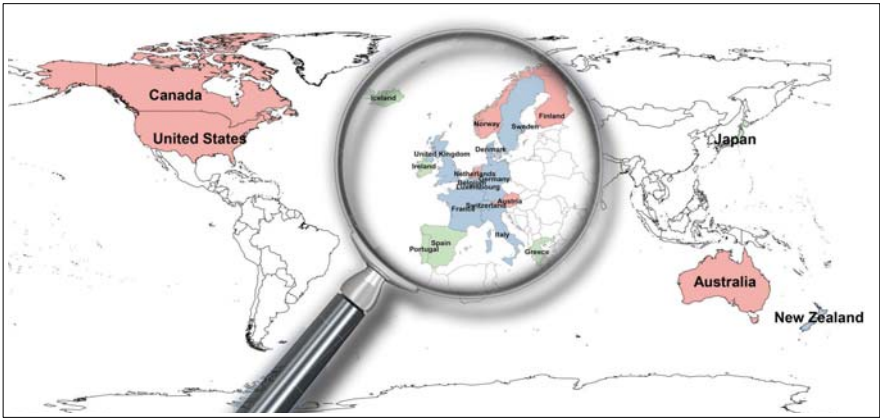 Canada
United States
Iceland
Norway
Finland
Sweden
Denmark
United Kingdom
Ireland
Netherlands
Germany
Belgium
Luxembourg
Austria
Switzerland
France
Italy
Spain
Portugal
Greece
Japan
Australia
New Zealand